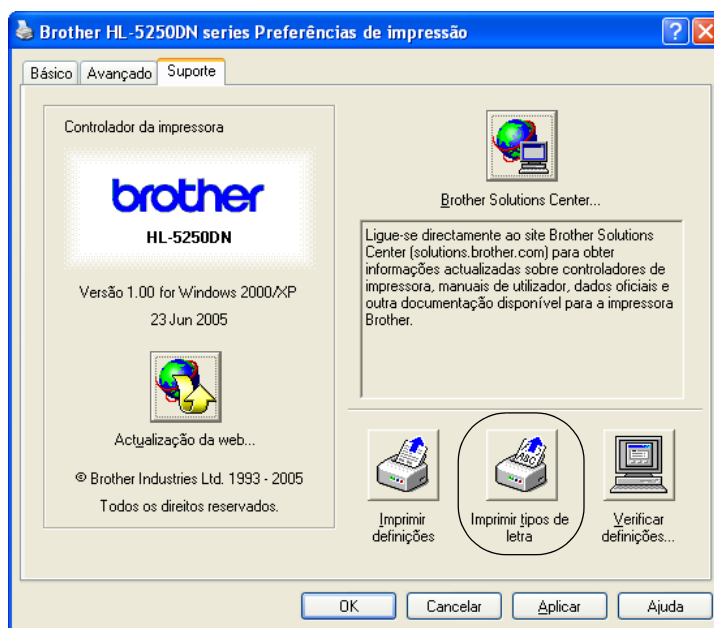 Brother HL-5250DN series Preferências de impressão
Básico
Avançado
Suporte
Controlador da impressora
brother
HL-5250DN
Versão 1.00 for Windows 2000/XP
23 Jun 2005
Actualização da web...
© Brother Industries Ltd. 1993 - 2005
Todos os direitos reservados.
Brother Solutions Center...
Ligue-se directamente ao site Brother Solutions
Center (solutions.brother.com) para obter
informações actualizadas sobre controladores de
impressora, manuais de utilizador, dados oficiais e
outra documentação disponível para a impressora
Brother.
Imprimir
definições
ABC
Imprimir tipos de
letra
Verificar
definições...
OK
Cancelar
Aplicar
Ajuda